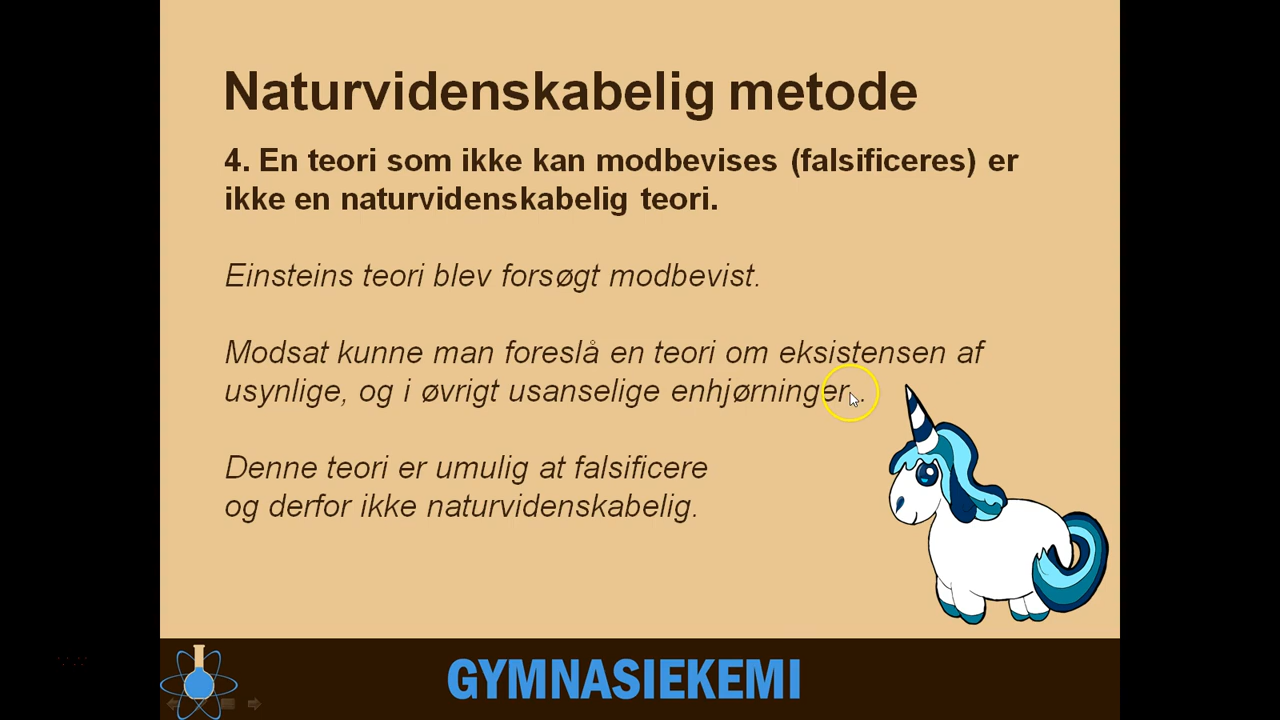 Naturvidenskabelig metode
4. En teori som ikke kan modbevises (falsificeres) er
ikke en naturvidenskabelig teori.
Einsteins teori blev forsøgt modbevist.
Modsat kunne man foreslå en teori om eksistensen af
usynlige, og i øvrigt usanselige enhjørninger..
Denne teori er umulig at falsificere
og derfor ikke naturvidenskabelig.
GYMNASIEKEMI